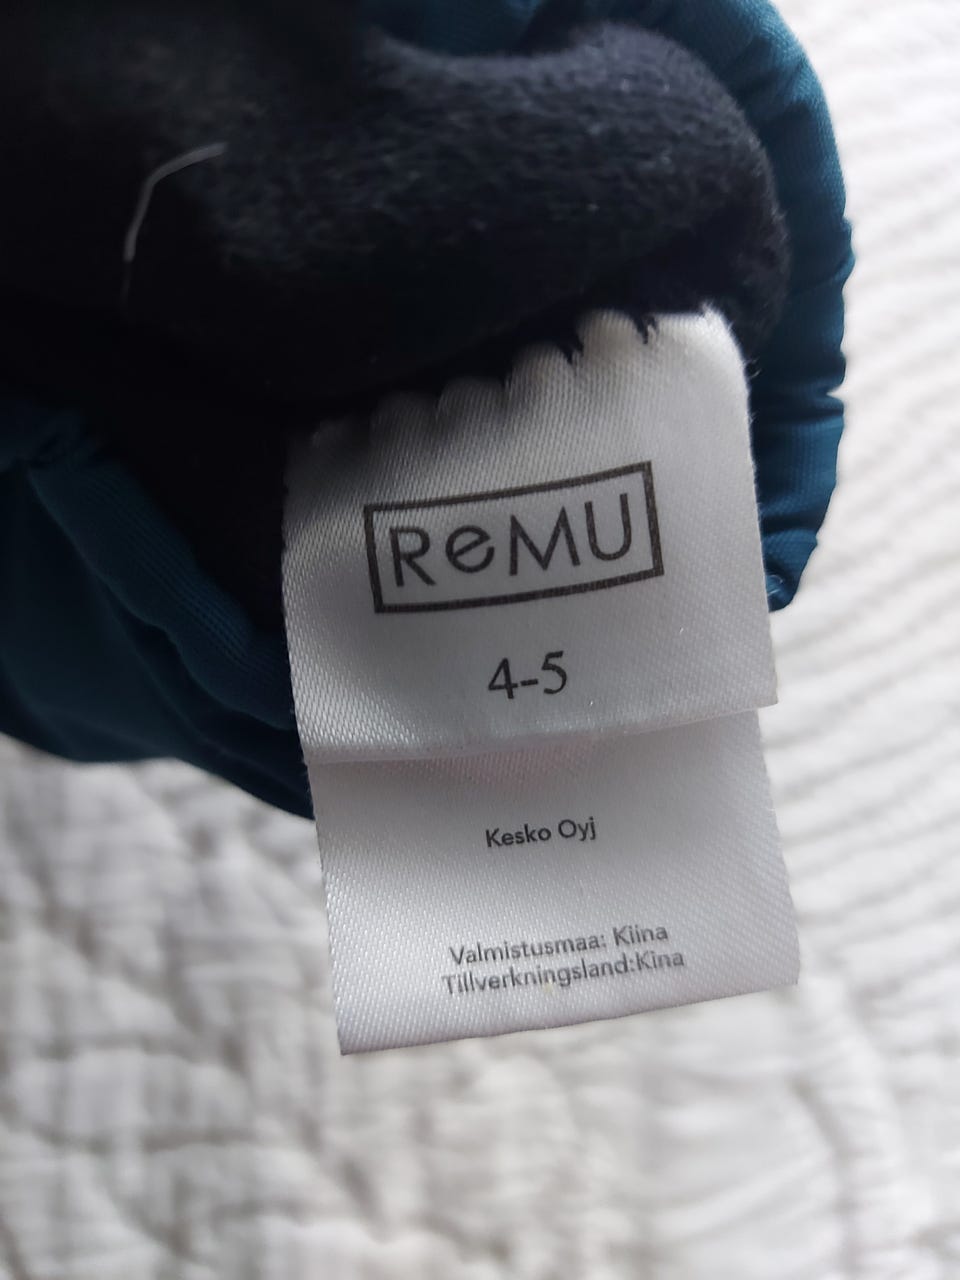 ReMU
4-5
Kesko Oyj
Valmistusmaa: Kiina
Tillverkningsland:Kina